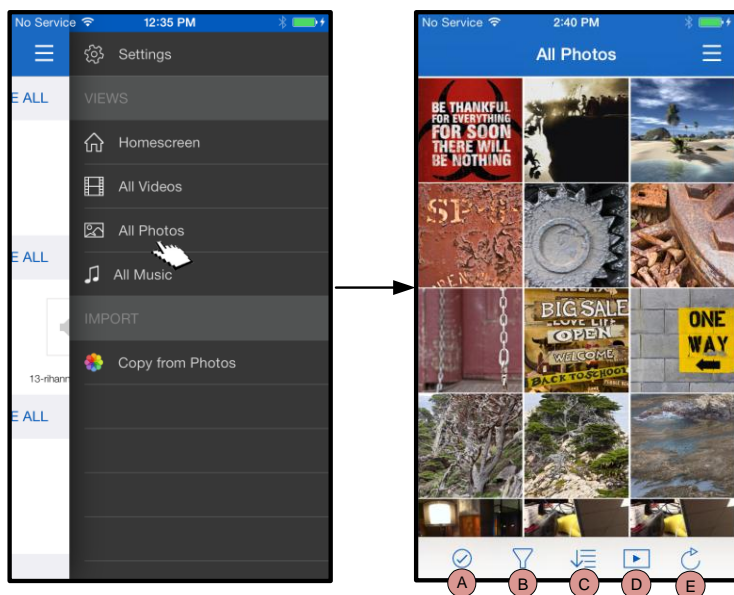 No Service 12:35 PM
Settings
E ALL
VIEWS
Homescreen
All Videos
All Photos
E ALL
All Music
IMPORT
Copy from Photos
13-rihann
E ALL
No Service 2:40 PM
All Photos
BE THANKFUL
FOR EVERYTHING
FOR SOON
THERE WILL
BE NOTHING
BIG SALE
LOVE LIFE
OPEN
WELCOME
BACK TO SCHOOL
ONE
WAY
A B C D E